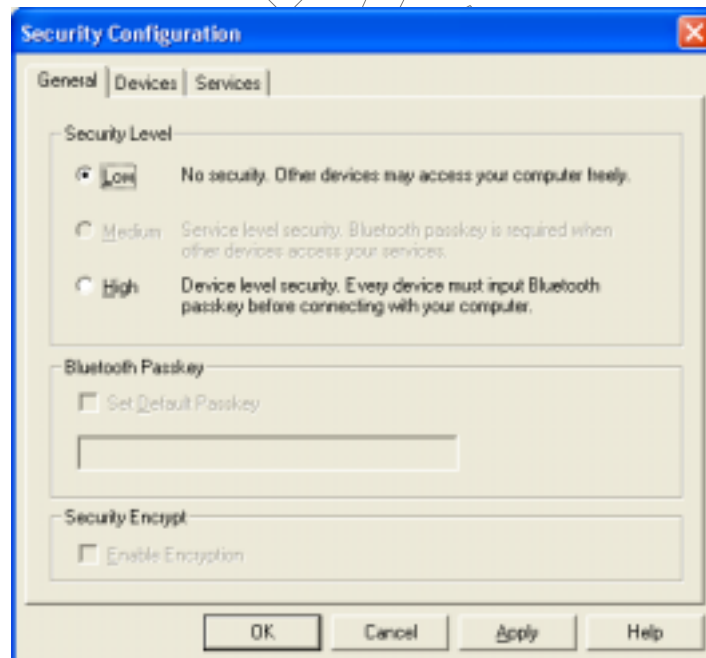 Security Configuration
General Devices Services
Security Level
Low No security. Other devices may access your computer freely.
Medium Service level security. Bluetooth passkey is required when
other devices access your services.
High Device level security. Every device must input Bluetooth
passkey before connecting with your computer.
Bluetooth Passkey
Set Default Passkey
Security Encrypt
Enable Encryption
OK Cancel Apply Help